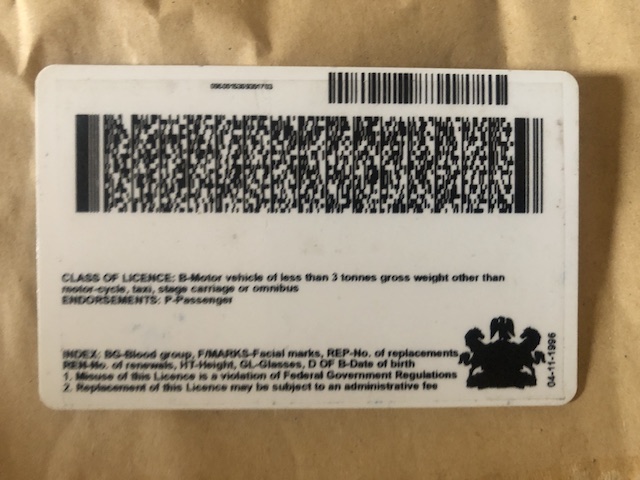 CLASS OF LICENCE: B-Motor vehicle of less than 3 tonnes gross weight other than
motor-cycle, taxi, stage carriage or omnibus
ENDORSEMENTS: P-Passenger
INDEX: BG-Blood group, F/MARKS-Facial marks, REP-No. of replacements
REN-No. of renewals, HT-Height, GL-Glasses, D OF B-Date of birth
1. Misuse of this Licence is a violation of Federal Government Regulations
2. Replacement of this Licence may be subject to an administrative fee
04-11-1996